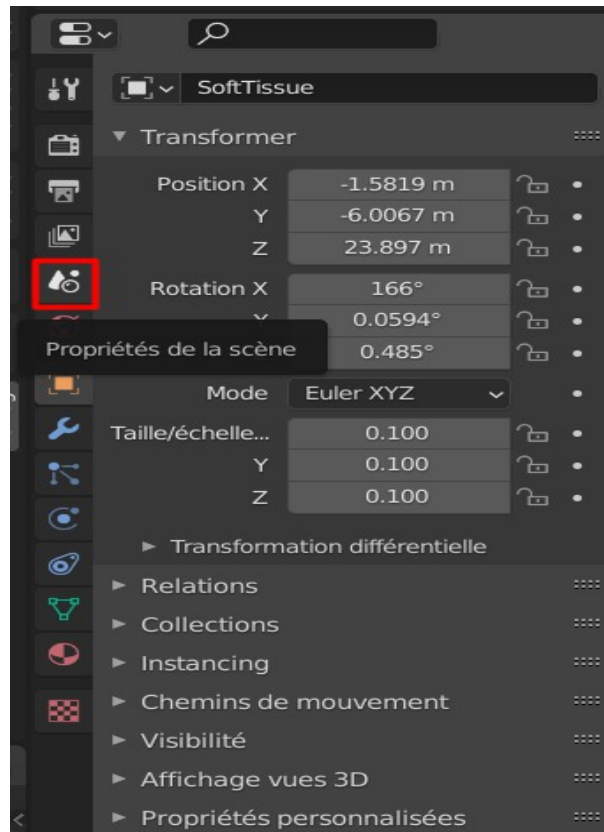 SoftTissue
Transformer
Position X -1.5819 m
Y -6.0067 m
Z 23.897 m
Rotation X 166°
0.0594°
Propriétés de la scène 0.485°
Mode Euler XYZ
Taille/échelle... 0.100
Y 0.100
Z 0.100
Transformation différentielle
Relations
Collections
Instancing
Chemins de mouvement
Visibilité
Affichage vues 3D
Propriétés personnalisées